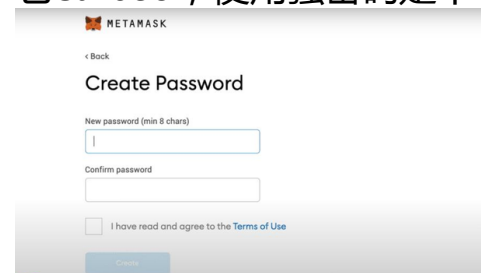 METAMASK
< Back
Create Password
New password (min 8 chars)
Confirm password
I have read and agree to the Terms of Use
Create